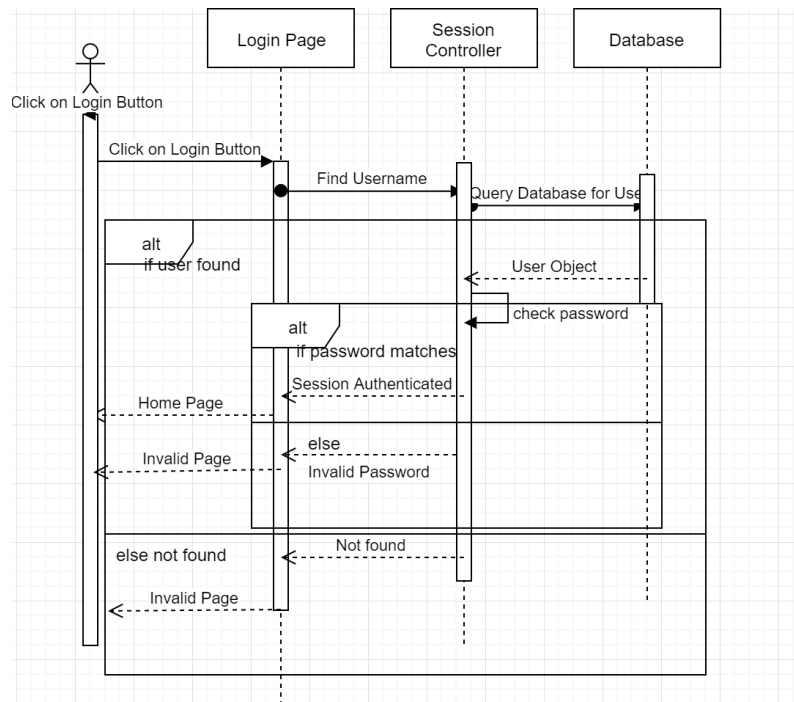 Login Page
Session
Controller
Database
Click on Login Button
Click on Login Button
Find Username
Query Database for Use
alt
if user found
User Object
check password
alt
if password matches
Session Authenticated
Home Page
else
Invalid Page
Invalid Password
Not found
else not found
Invalid Page